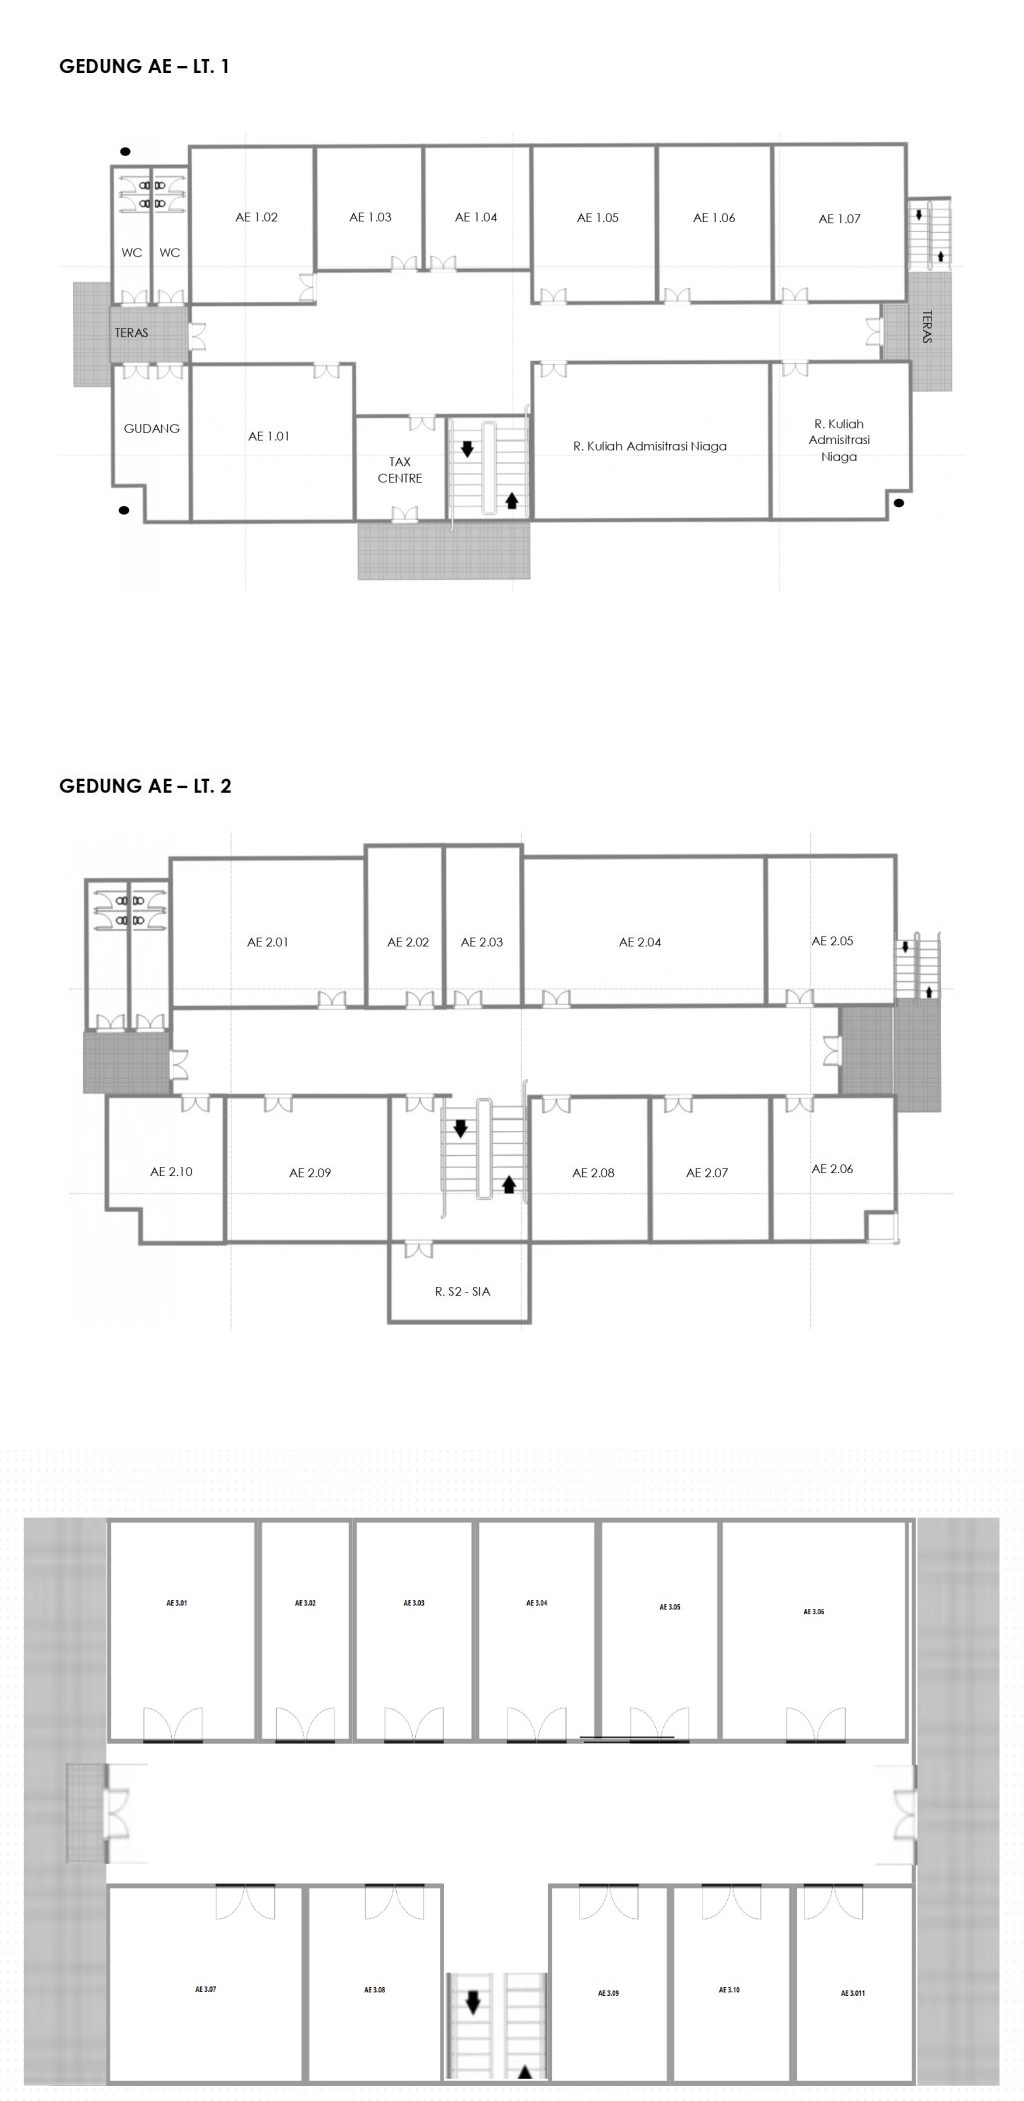 GEDUNG AE – LT. 1
AE 1.02
AE 1.03
AE 1.04
AE 1.05
AE 1.06
AE 1.07
WC
WC
TERAS
TERAS
GUDANG
AE 1.01
TAX
CENTRE
R. Kuliah Admisitrasi Niaga
R. Kuliah
Admisitrasi
Niaga
GEDUNG AE – LT. 2
AE 2.01
AE 2.02
AE 2.03
AE 2.04
AE 2.05
AE 2.10
AE 2.09
AE 2.08
AE 2.07
AE 2.06
R. S2 - SIA
AE 3.01
AE 3.02
AE 3.03
AE 3.04
AE 3.05
AE 3.06
AE 3.07
AE 3.08
AE 3.09
AE 3.10
AE 3.011